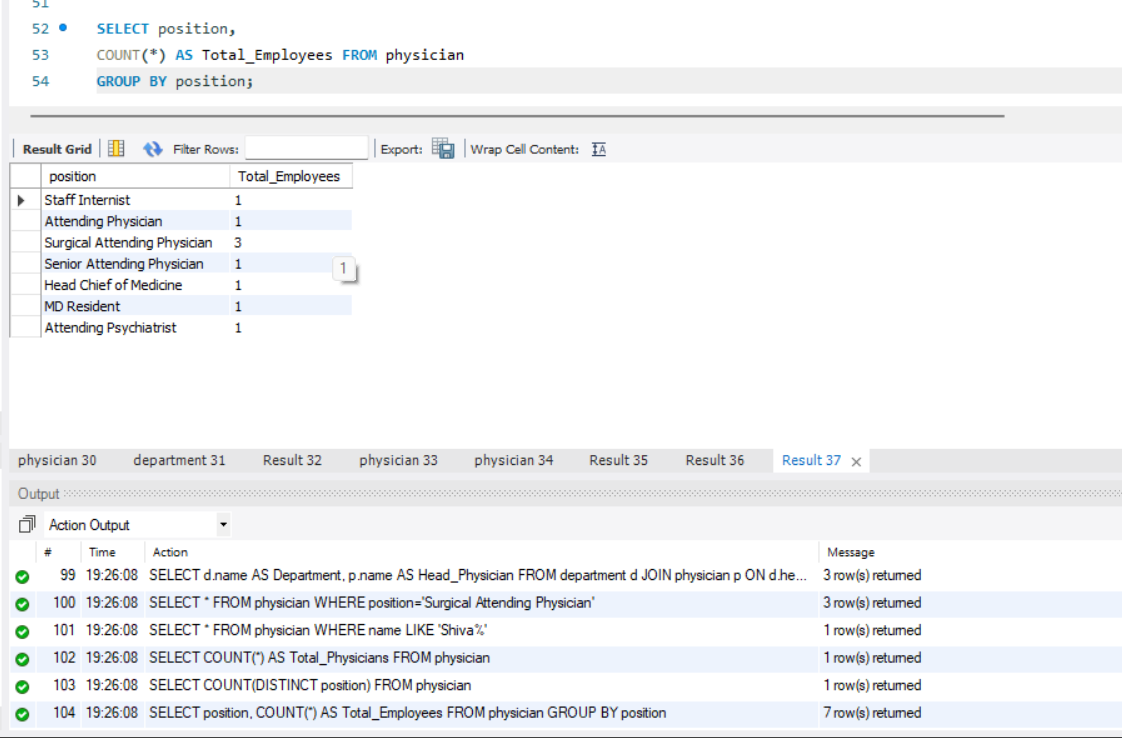 51
52 SELECT position,
53 COUNT(*) AS Total_Employees FROM physician
54 GROUP BY position;
Result Grid Filter Rows: Export: Wrap Cell Content: IA
position Total_Employees
Staff Internist 1
Attending Physician 1
Surgical Attending Physician 3
Senior Attending Physician 1
1
Head Chief of Medicine 1
MD Resident 1
Attending Psychiatrist 1
physician 30 department 31 Result 32 physician 33 physician 34 Result 35 Result 36 Result 37
Output
Action Output
# Time Action Message
99 19:26:08 SELECT d.name AS Department, p.name AS Head_Physician FROM department d JOIN physician p ON d.he... 3 row(s) returned
100 19:26:08 SELECT * FROM physician WHERE position='Surgical Attending Physician' 3 row(s) returned
101 19:26:08 SELECT * FROM physician WHERE name LIKE 'Shiva%' 1 row(s) returned
102 19:26:08 SELECT COUNT(*) AS Total_Physicians FROM physician 1 row(s) returned
103 19:26:08 SELECT COUNT(DISTINCT position) FROM physician 1 row(s) returned
104 19:26:08 SELECT position, COUNT(*) AS Total_Employees FROM physician GROUP BY position 7 row(s) returned